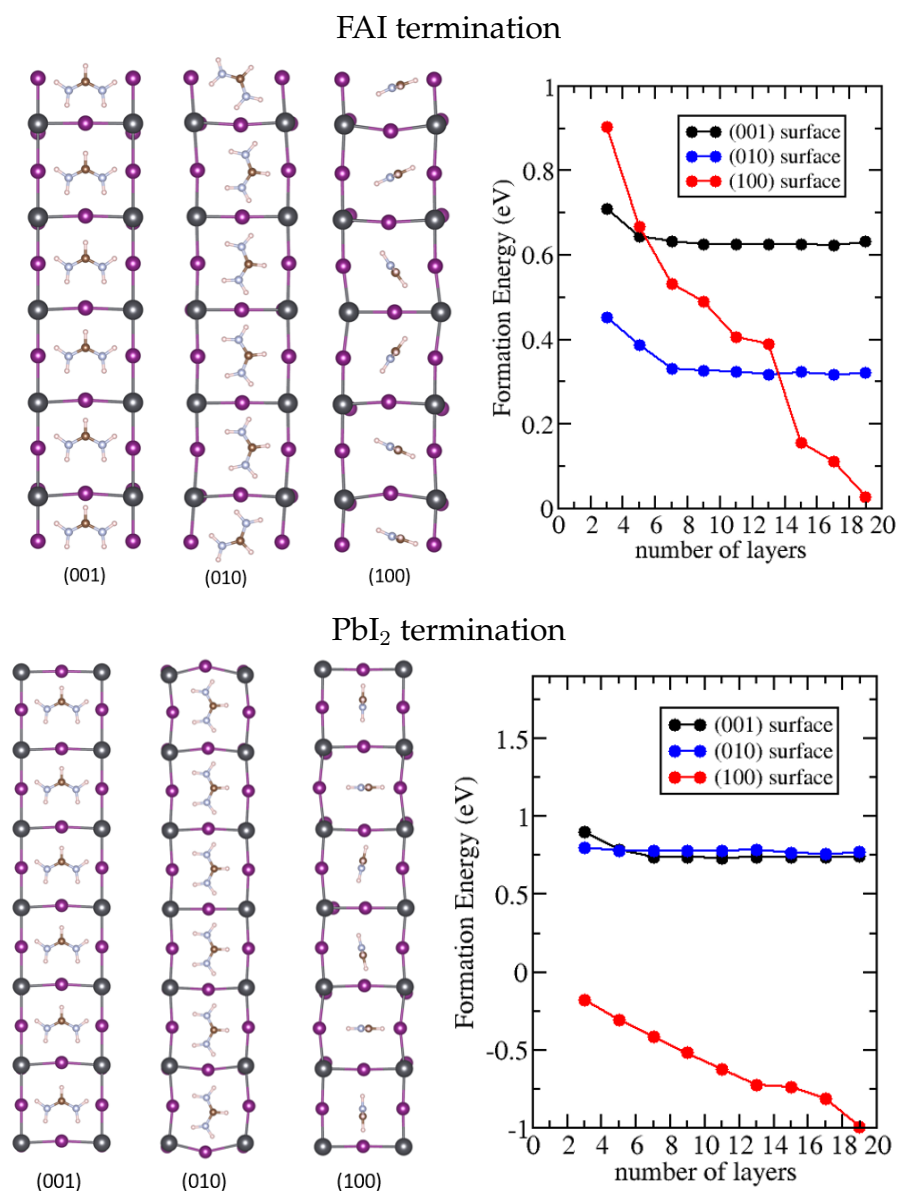 FAI termination
(001)
(010)
(100)
Formation Energy (eV)
1
0.8
0.6
0.4
0.2
0
(001) surface
(010) surface
(100) surface
0 2 4 6 8 10 12 14 16 18 20
number of layers
PbI₂ termination
(001)
(010)
(100)
Formation Energy (eV)
1.5
1
0.5
0
-0.5
-1
(001) surface
(010) surface
(100) surface
0 2 4 6 8 10 12 14 16 18 20
number of layers